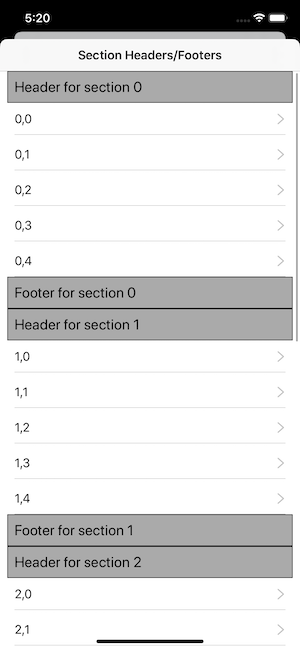 5:20
Section Headers/Footers
Header for section 0
0,0
0,1
0,2
0,3
0,4
Footer for section 0
Header for section 1
1,0
1,1
1,2
1,3
1,4
Footer for section 1
Header for section 2
2,0
2,1